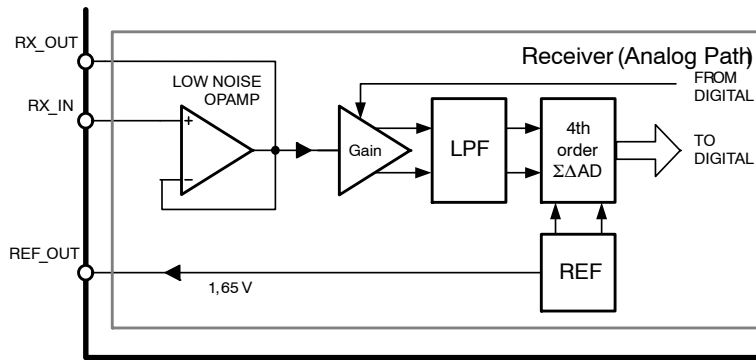 RX_OUT
Receiver (Analog Path)
LOW NOISE
OPAMP
FROM
DIGITAL
RX_IN
+
Gain
LPF
4th
order
ΣΔAD
TO
DIGITAL
−
REF_OUT
1,65 V
REF